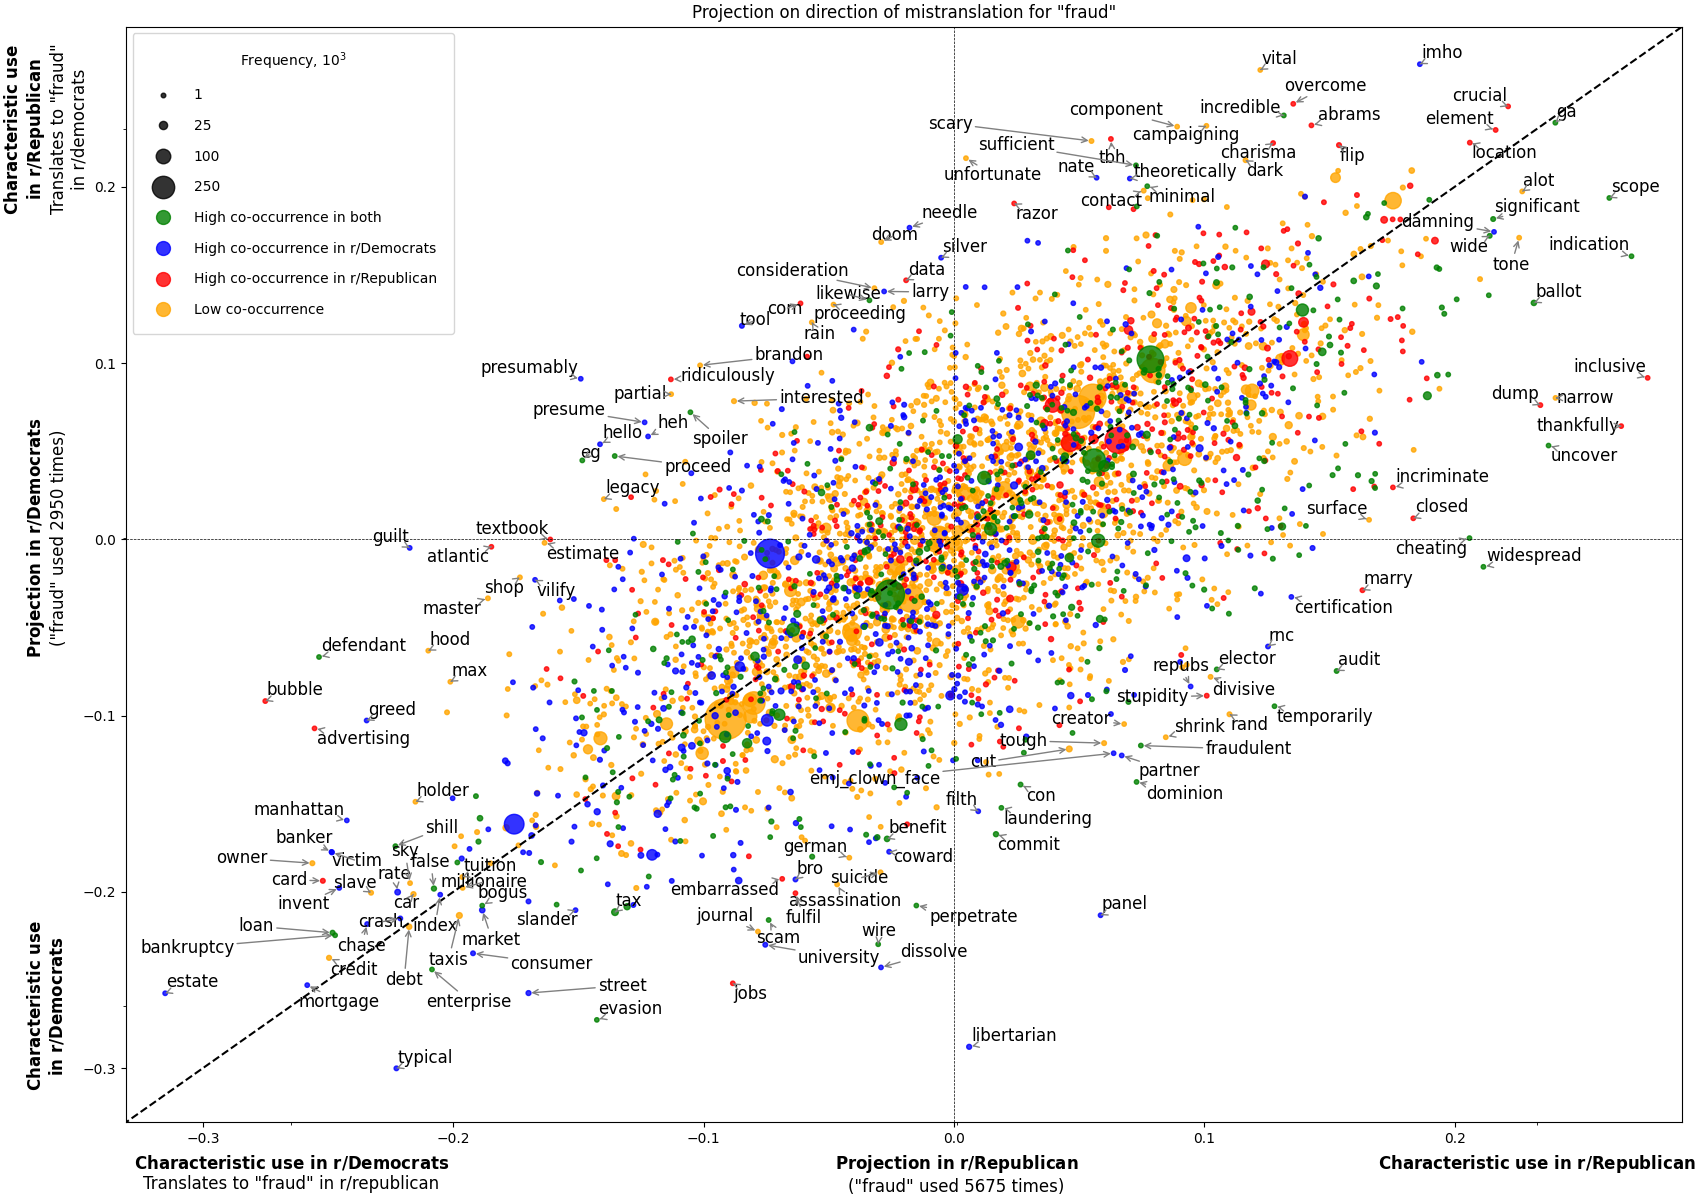 Projection on direction of mistranslation for "fraud"
Characteristic use
in r/Republican
Translates to "fraud"
in r/democrats
Projection in r/Democrats
("fraud" used 2950 times)
Characteristic use
in r/Democrats
Frequency, 10³
1
25
100
250
High co-occurrence in both
High co-occurrence in r/Democrats
High co-occurrence in r/Republican
Low co-occurrence
0.2
0.1
0.0
−0.1
−0.2
−0.3
vital
imho
overcome
crucial
component
incredible
abrams
element
ga
scary
campaigning
sufficient
tbh
charisma
flip
location
unfortunate
nate
theoretically
dark
alot
scope
contact
minimal
needle
razor
significant
damning
doom
silver
wide
indication
tone
consideration
data
likewise
larry
ballot
com
proceeding
tool
rain
brandon
presumably
ridiculously
inclusive
partial
interested
dump
narrow
presume
heh
hello
spoiler
thankfully
eg
proceed
uncover
legacy
incriminate
surface
closed
guilt
textbook
atlantic
estimate
cheating
widespread
shop
vilify
marry
master
certification
defendant
hood
rnc
max
repubs
elector
audit
bubble
stupidity
divisive
greed
creator
shrink
rand
temporarily
advertising
tough
fraudulent
cut
partner
emj_clown_face
dominion
holder
filth
con
manhattan
laundering
shill
benefit
banker
commit
sky
german
coward
owner
victim
false
tuition
bro
card
slave
rate
millionaire
suicide
embarrassed
invent
car
bogus
assassination
tax
loan
crash
index
slander
journal
fulfil
perpetrate
panel
bankruptcy
chase
market
scam
wire
credit
taxis
consumer
university
dissolve
estate
debt
mortgage
enterprise
street
jobs
evasion
libertarian
typical
−0.3
−0.2
−0.1
0.0
0.1
0.2
Characteristic use in r/Democrats
Translates to "fraud" in r/republican
Projection in r/Republican
("fraud" used 5675 times)
Characteristic use in r/Republican